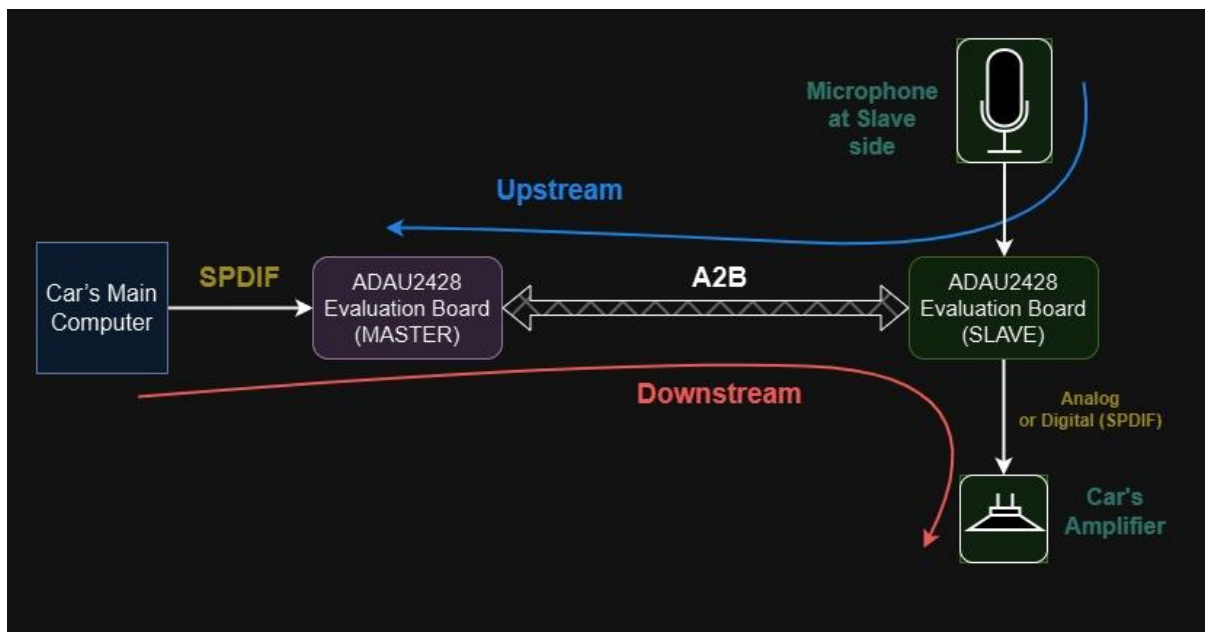 Microphone
at Slave
side
Upstream
Car's Main
Computer
SPDIF
ADAU2428
Evaluation Board
(MASTER)
A2B
ADAU2428
Evaluation Board
(SLAVE)
Downstream
Analog
or Digital (SPDIF)
Car's
Amplifier